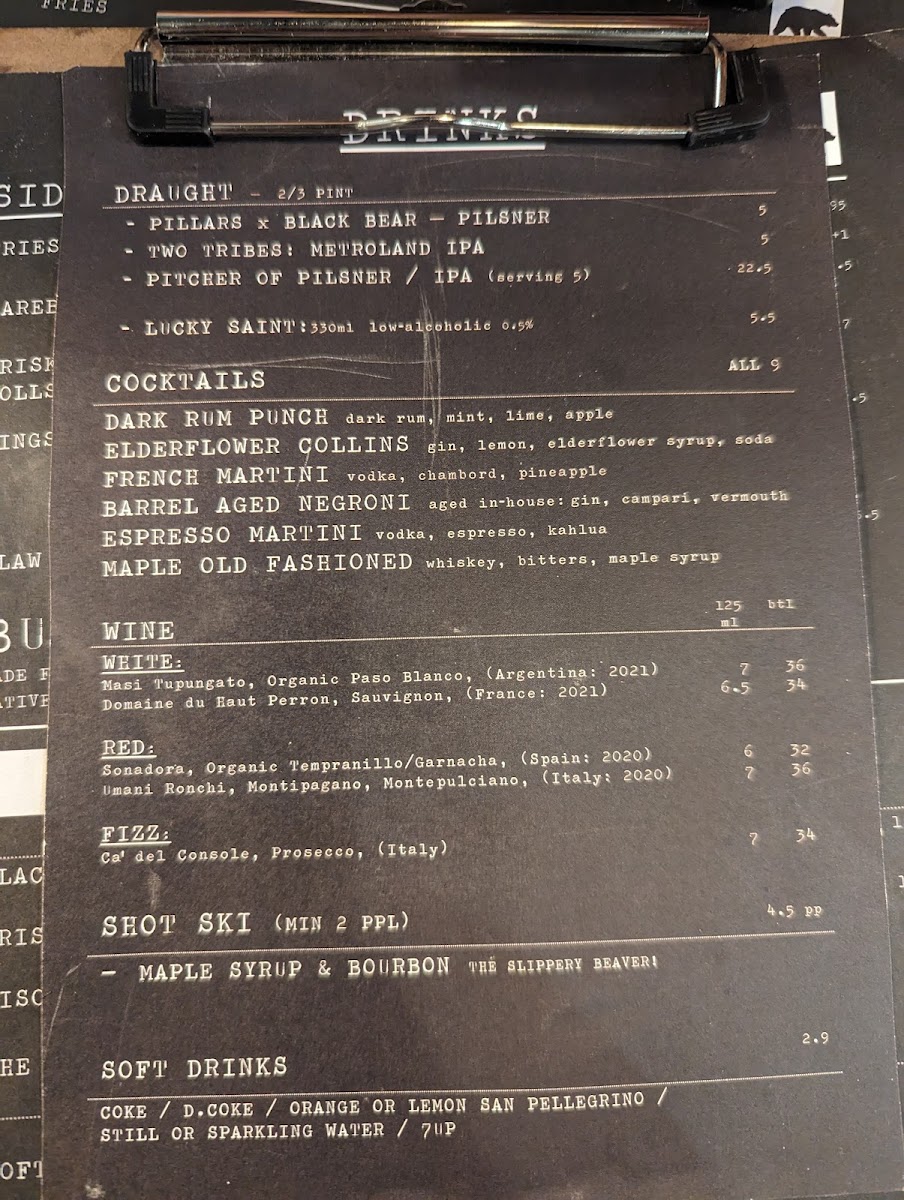 FRIES
DRINKS
DRAUGHT - 2/3 PINT
- PILLARS x BLACK BEAR - PILSNER 5
- TWO TRIBES: METROLAND IPA 5
- PITCHER OF PILSNER / IPA (serving 5) 22.5
- LUCKY SAINT:330ml low-alcoholic 0.5% 5.5
COCKTAILS ALL 9
DARK RUM PUNCH dark rum, mint, lime, apple
ELDERFLOWER COLLINS gin, lemon, elderflower syrup, soda
FRENCH MARTINI vodka, chambord, pineapple
BARREL AGED NEGRONI aged in-house: gin, campari, vermouth
ESPRESSO MARTINI vodka, espresso, kahlua
MAPLE OLD FASHIONED whiskey, bitters, maple syrup
WINE 125 ml btl
WHITE:
Masi Tupungato, Organic Paso Blanco, (Argentina: 2021) 7 36
Domaine du Haut Perron, Sauvignon, (France: 2021) 6.5 34
RED:
Sonadora, Organic Tempranillo/Garnacha, (Spain: 2020) 6 32
Umani Ronchi, Montipagano, Montepulciano, (Italy: 2020) 7 36
FIZZ:
Ca' del Console, Prosecco, (Italy) 7 34
SHOT SKI (MIN 2 PPL) 4.5 pp
- MAPLE SYRUP & BOURBON THE SLIPPERY BEAVER!
SOFT DRINKS 2.9
COKE / D.COKE / ORANGE OR LEMON SAN PELLEGRINO /
STILL OR SPARKLING WATER / 7UP